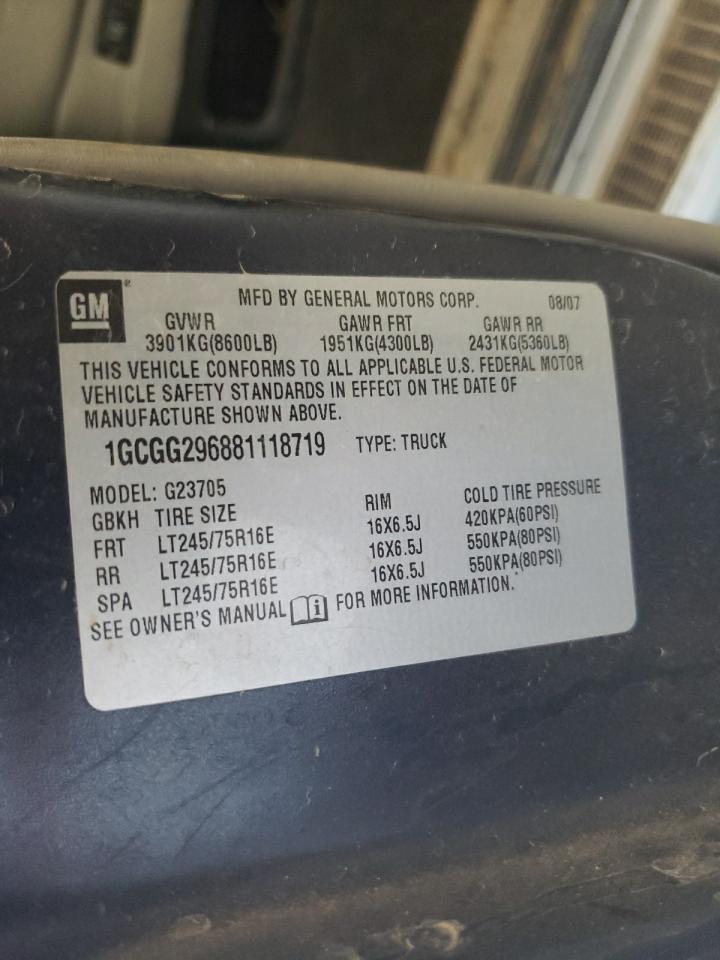 GM
MFD BY GENERAL MOTORS CORP. 08/07
GVWR GAWR FRT GAWR RR
3901KG(8600LB) 1951KG(4300LB) 2431KG(5360LB)
THIS VEHICLE CONFORMS TO ALL APPLICABLE U.S. FEDERAL MOTOR
VEHICLE SAFETY STANDARDS IN EFFECT ON THE DATE OF
MANUFACTURE SHOWN ABOVE.
1GCGG296881118719 TYPE: TRUCK
MODEL: G23705
GBKH TIRE SIZE RIM COLD TIRE PRESSURE
FRT LT245/75R16E 16X6.5J 420KPA(60PSI)
RR LT245/75R16E 16X6.5J 550KPA(80PSI)
SPA LT245/75R16E 16X6.5J 550KPA(80PSI)
SEE OWNER'S MANUAL i FOR MORE INFORMATION.